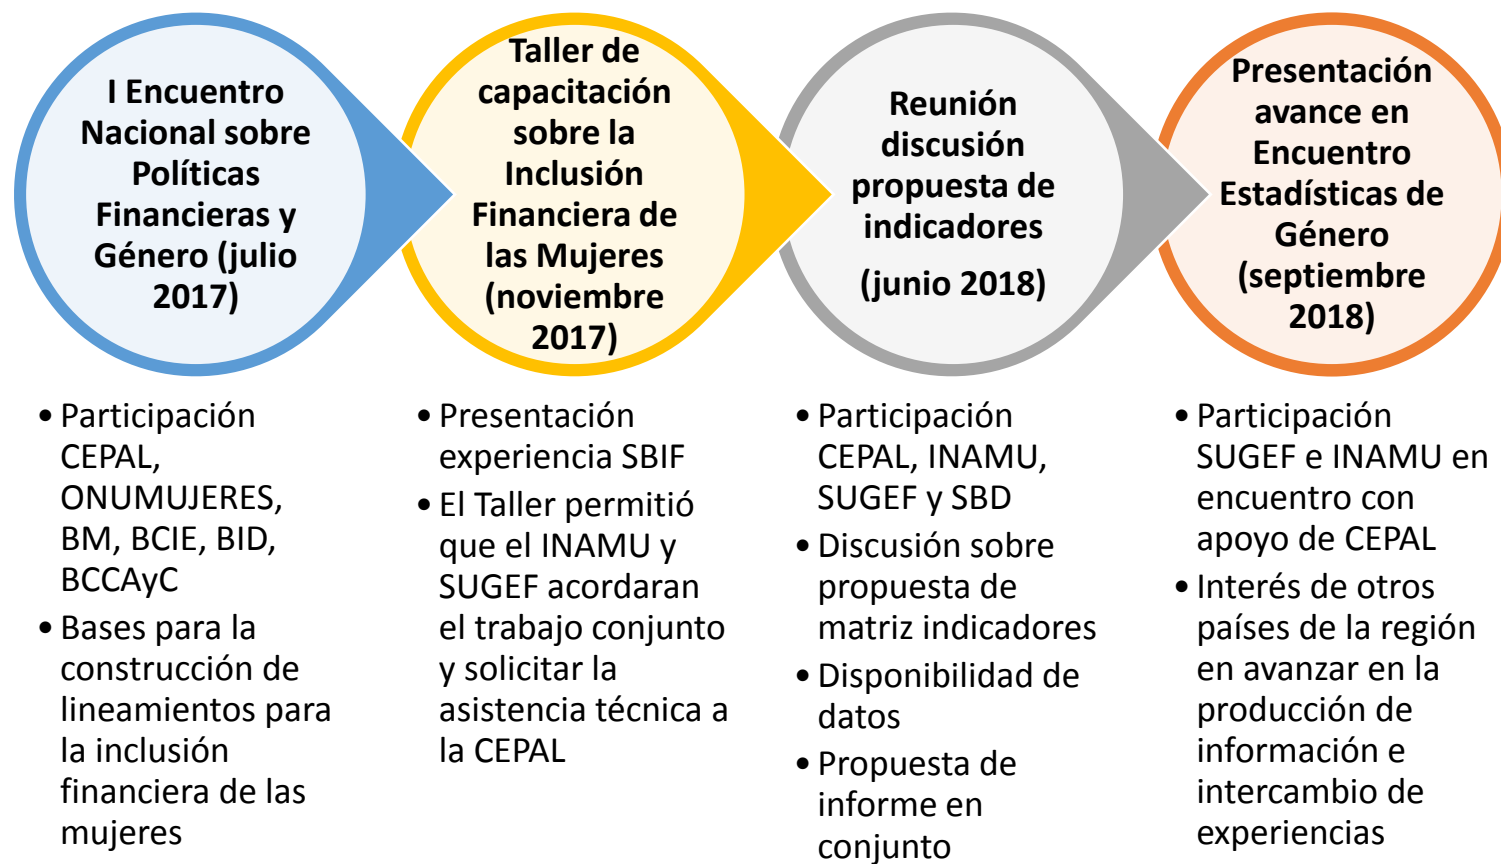 I Encuentro
Nacional sobre
Políticas
Financieras y
Género (julio
2017)
Taller de
capacitación
sobre la
Inclusión
Financiera de
las Mujeres
(noviembre
2017)
Reunión
discusión
propuesta de
indicadores
(junio 2018)
Presentación
avance en
Encuentro
Estadísticas de
Género
(septiembre
2018)
• Participación
CEPAL,
ONUMUJERES,
BM, BCIE, BID,
BCCAyC
• Bases para la
construcción de
lineamientos para
la inclusión
financiera de las
mujeres
• Presentación
experiencia SBIF
• El Taller permitió
que el INAMU y
SUGEF acordaran
el trabajo conjunto
y solicitar la
asistencia técnica a
la CEPAL
• Participación
CEPAL, INAMU,
SUGEF y SBD
• Discusión sobre
propuesta de
matriz indicadores
• Disponibilidad de
datos
• Propuesta de
informe en
conjunto
• Participación
SUGEF e INAMU en
encuentro con
apoyo de CEPAL
• Interés de otros
países de la región
en avanzar en la
producción de
información e
intercambio de
experiencias